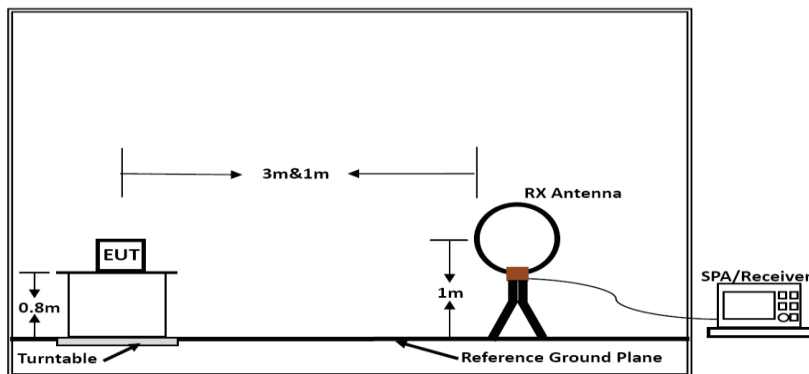 3m&1m
RX Antenna
EUT
SPA/Receiver
0.8m
1m
Turntable
Reference Ground Plane